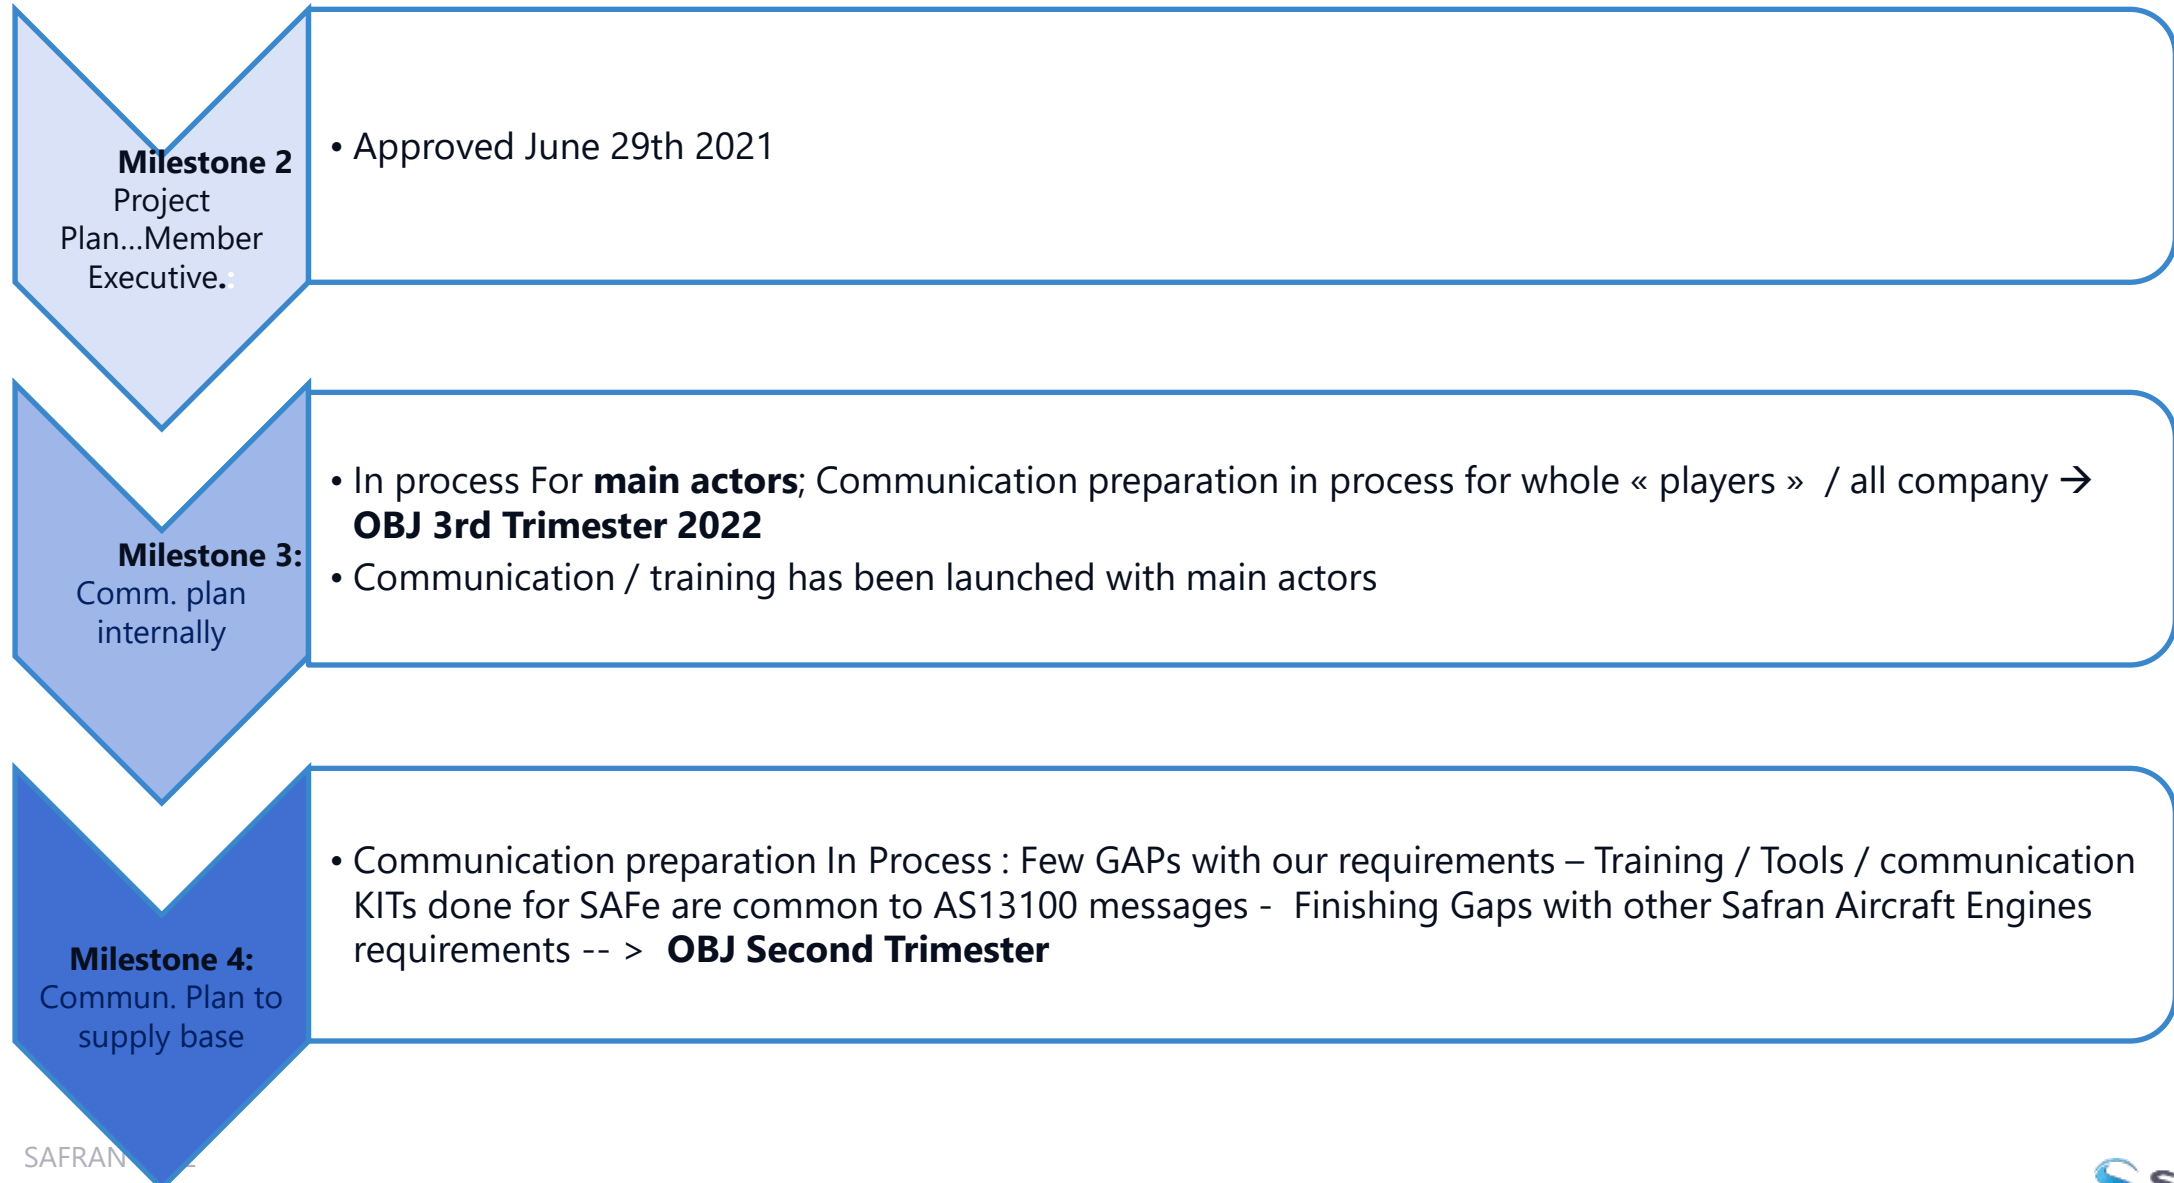 Milestone 2
Project
Plan...Member
Executive.:
• Approved June 29th 2021
Milestone 3:
Comm. plan
internally
• In process For main actors; Communication preparation in process for whole « players » / all company →
OBJ 3rd Trimester 2022
• Communication / training has been launched with main actors
Milestone 4:
Commun. Plan to
supply base
• Communication preparation In Process : Few GAPs with our requirements – Training / Tools / communication
KITs done for SAFe are common to AS13100 messages - Finishing Gaps with other Safran Aircraft Engines
requirements -- > OBJ Second Trimester
SAFRAN